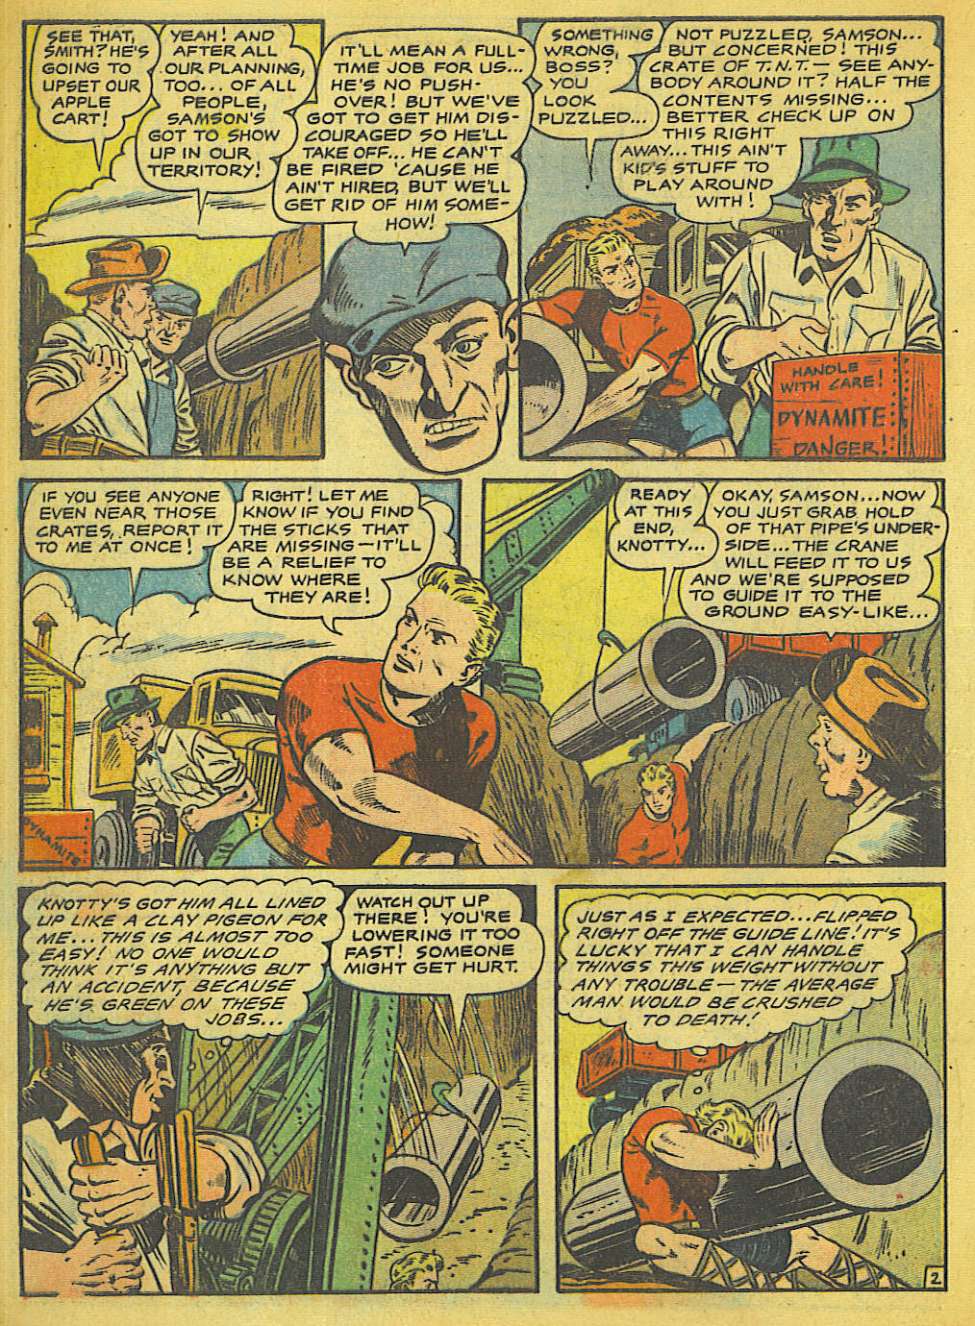 SEE THAT,
SMITH? HE'S
GOING TO
UPSET OUR
APPLE
CART!
YEAH! AND
AFTER ALL
OUR PLANNING,
TOO... OF ALL
PEOPLE,
SAMSON'S
GOT TO SHOW
UP IN OUR
TERRITORY!
IT'LL MEAN A FULL-
TIME JOB FOR US...
HE'S NO PUSH-
OVER! BUT WE'VE
GOT TO GET HIM DIS-
COURAGED SO HE'LL
TAKE OFF... HE CAN'T
BE FIRED 'CAUSE HE
AIN'T HIRED, BUT WE'LL
GET RID OF HIM SOME-
HOW!
SOMETHING
WRONG,
BOSS?
YOU
LOOK
PUZZLED...
NOT PUZZLED, SAMSON...
BUT CONCERNED! THIS
CRATE OF T.N.T.— SEE ANY-
BODY AROUND IT? HALF THE
CONTENTS MISSING...
BETTER CHECK UP ON
THIS RIGHT
AWAY... THIS AIN'T
KID'S STUFF TO
PLAY AROUND
WITH!
HANDLE
WITH CARE!
DYNAMITE
DANGER!
IF YOU SEE ANYONE
EVEN NEAR THOSE
CRATES, REPORT IT
TO ME AT ONCE!
RIGHT! LET ME
KNOW IF YOU FIND
THE STICKS THAT
ARE MISSING—IT'LL
BE A RELIEF TO
KNOW WHERE
THEY ARE!
DYNAMITE
READY
AT THIS
END,
KNOTTY...
OKAY, SAMSON...NOW
YOU JUST GRAB HOLD
OF THAT PIPE'S UNDER-
SIDE... THE CRANE
WILL FEED IT TO US
AND WE'RE SUPPOSED
TO GUIDE IT TO THE
GROUND EASY-LIKE...
KNOTTY'S GOT HIM ALL LINED
UP LIKE A CLAY PIGEON FOR
ME... THIS IS ALMOST TOO
EASY! NO ONE WOULD
THINK IT'S ANYTHING BUT
AN ACCIDENT, BECAUSE
HE'S GREEN ON THESE
JOBS...
WATCH OUT UP
THERE! YOU'RE
LOWERING IT TOO
FAST! SOMEONE
MIGHT GET HURT.
JUST AS I EXPECTED...FLIPPED
RIGHT OFF THE GUIDE LINE! IT'S
LUCKY THAT I CAN HANDLE
THINGS THIS WEIGHT WITHOUT
ANY TROUBLE— THE AVERAGE
MAN WOULD BE CRUSHED
TO DEATH!
2